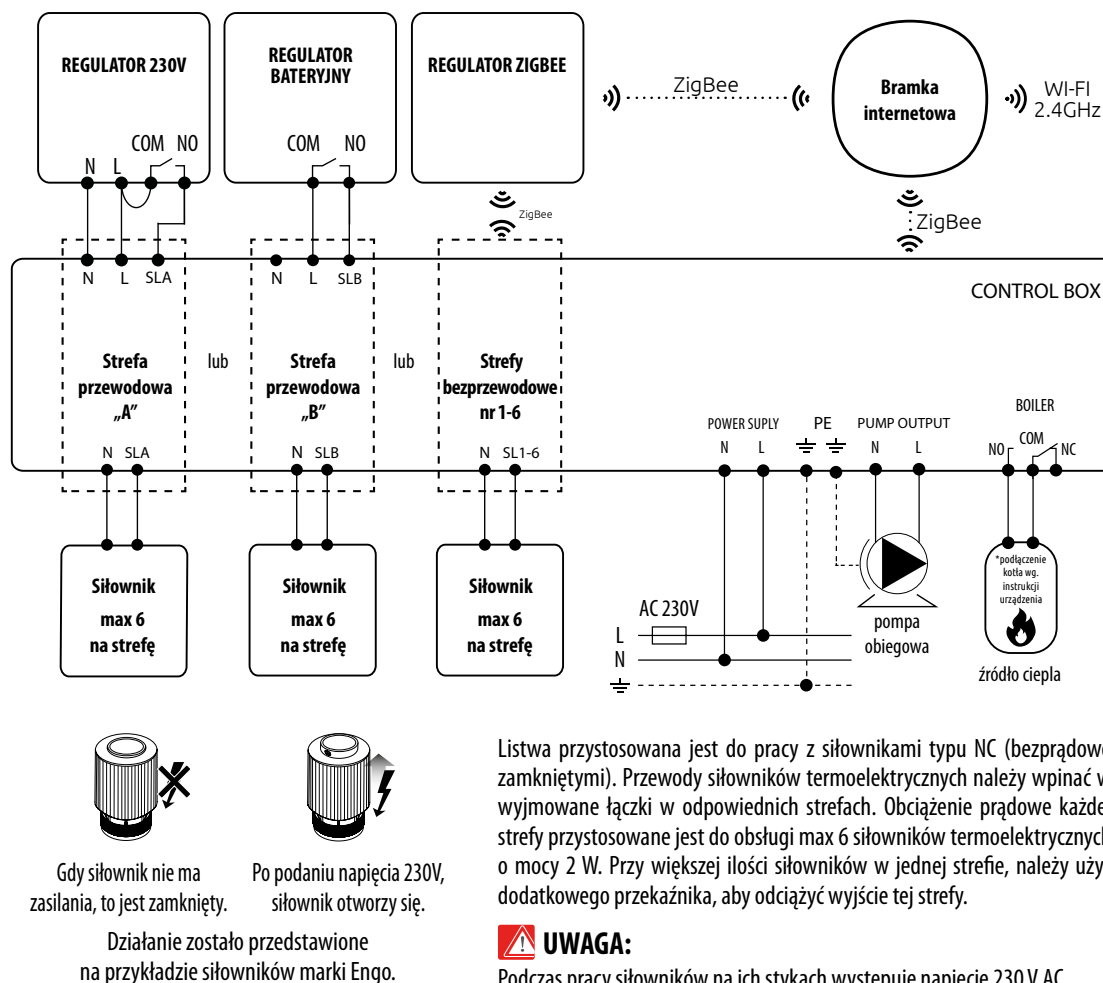 REGULATOR 230V
REGULATOR
BATERYJNY
REGULATOR ZIGBEE
ZigBee
Bramka
internetowa
WI-FI
2.4GHz
N L COM NO
COM NO
ZigBee
ZigBee
N L SLA
N L SLB
CONTROL BOX
Strefa
przewodowa
„A”
lub
Strefa
przewodowa
„B”
lub
Strefy
bezprzewodowe
nr 1-6
N SLA
N SLB
N SL1-6
POWER SUPLY
N L
PE
PUMP OUTPUT
N L
BOILER
NO COM NC
Siłownik
max 6
na strefę
Siłownik
max 6
na strefę
Siłownik
max 6
na strefę
AC 230V
L
N
pompa
obiegowa
*podłączenie
kotła wg.
instrukcji
urządzenia
źródło ciepla
Gdy siłownik nie ma
zasilania, to jest zamknięty.
Po podaniu napięcia 230V,
siłownik otworzy się.
Działanie zostało przedstawione
na przykładzie siłowników marki Engo.
Listwa przystosowana jest do pracy z siłownikami typu NC (bezprądowo
zamkniętymi). Przewody siłowników termoelektrycznych należy wpinać w
wyjmowane łączki w odpowiednich strefach. Obciążenie prądowe każde
strefy przystosowane jest do obsługi max 6 siłowników termoelektrycznych
o mocy 2 W. Przy większej ilości siłowników w jednej strefie, należy uży
dodatkowego przekaźnika, aby odciążyć wyjście tej strefy.
UWAGA:
Podczas pracy siłowników na ich stykach występuje napięcie 230 V AC.